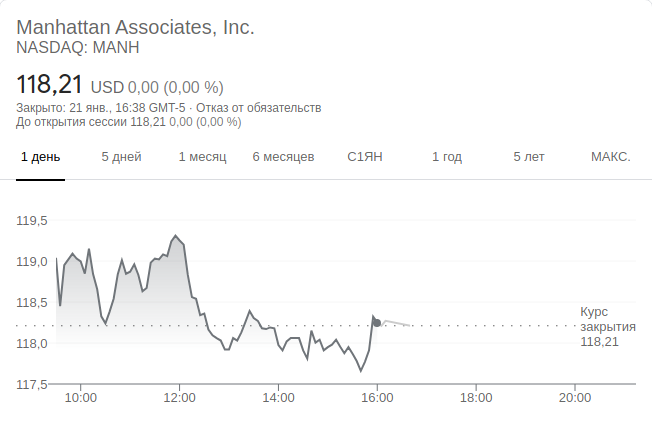 Manhattan Associates, Inc.
NASDAQ: MANH
118,21 USD 0,00 (0,00 %)
Закрыто: 21 янв., 16:38 GMT-5 · Отказ от обязательств
До открытия сессии 118,21 0,00 (0,00 %)
1 день 5 дней 1 месяц 6 месяцев С1ЯН 1 год 5 лет МАКС.
119,5
119,0
118,5
Курс
закрытия
118,21
118,0
117,5
10:00 12:00 14:00 16:00 18:00 20:00